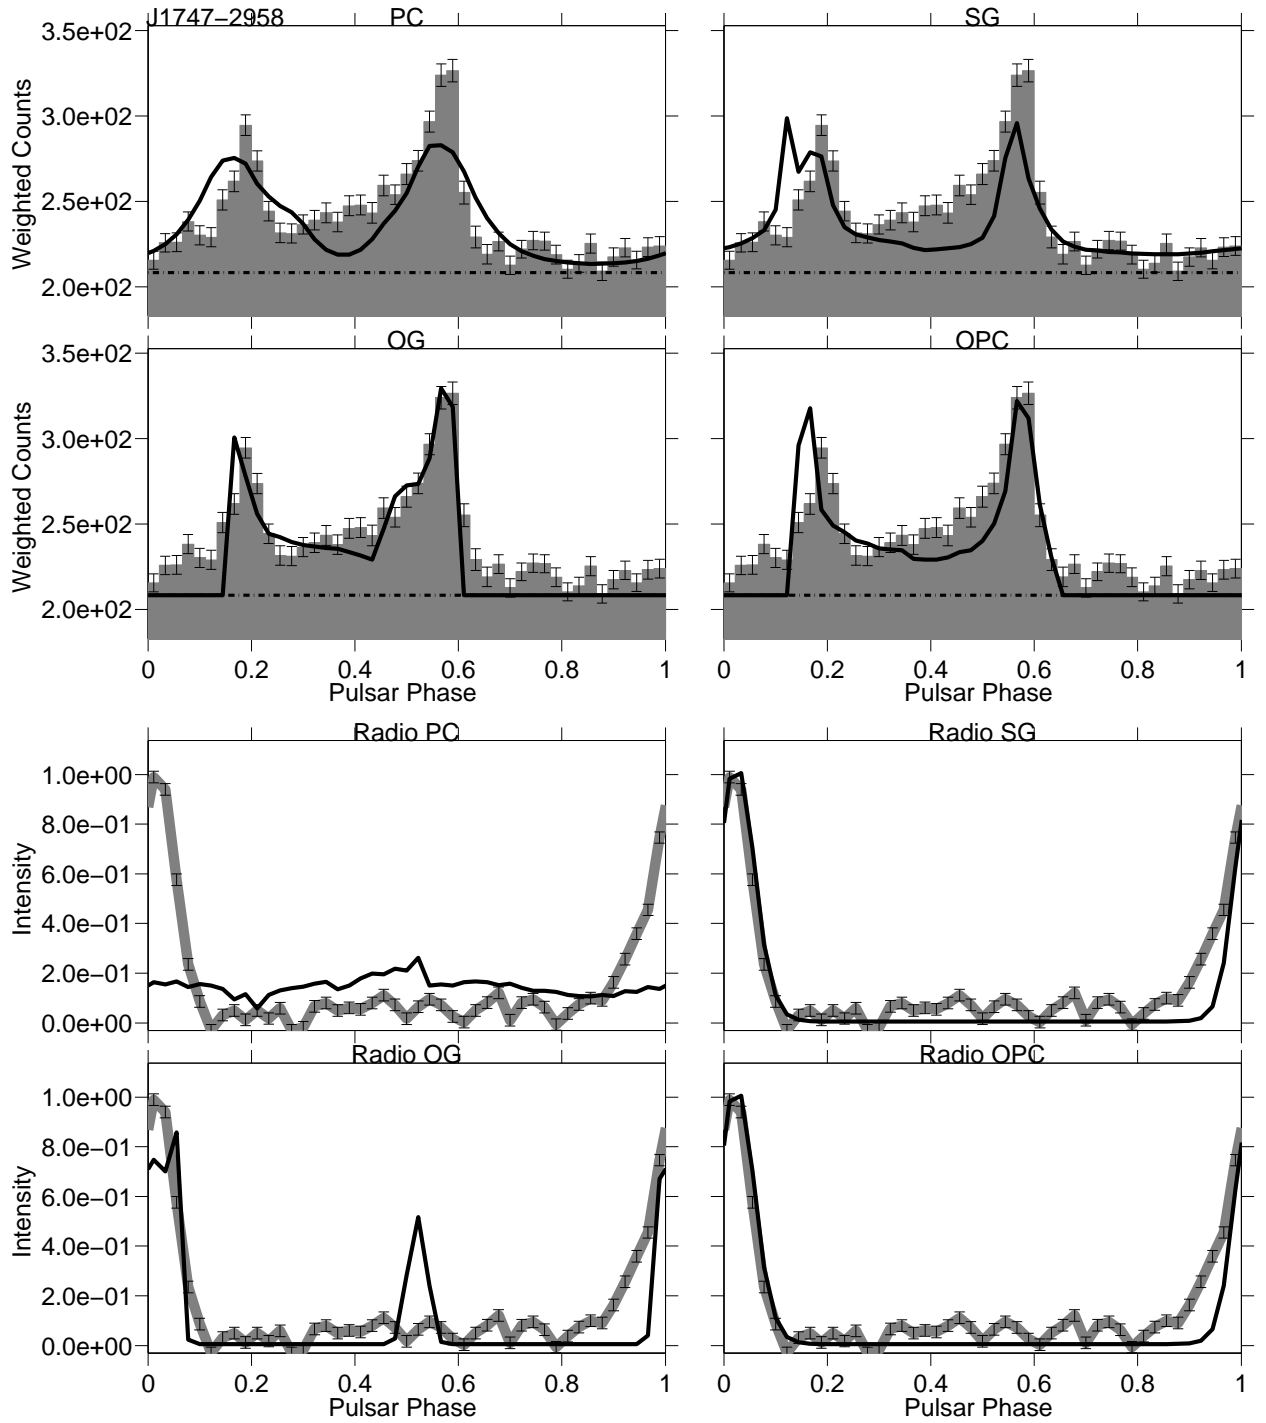 J1747−2958 PC SG
3.5e+02
3.0e+02
2.5e+02
2.0e+02
Weighted Counts
OG OPC
3.5e+02
3.0e+02
2.5e+02
2.0e+02
Weighted Counts
0 0.2 0.4 0.6 0.8 1 0 0.2 0.4 0.6 0.8 1
Pulsar Phase Pulsar Phase
Radio PC Radio SG
1.0e+00
8.0e−01
6.0e−01
4.0e−01
2.0e−01
0.0e+00
Intensity
Radio OG Radio OPC
1.0e+00
8.0e−01
6.0e−01
4.0e−01
2.0e−01
0.0e+00
Intensity
0 0.2 0.4 0.6 0.8 1 0 0.2 0.4 0.6 0.8 1
Pulsar Phase Pulsar Phase